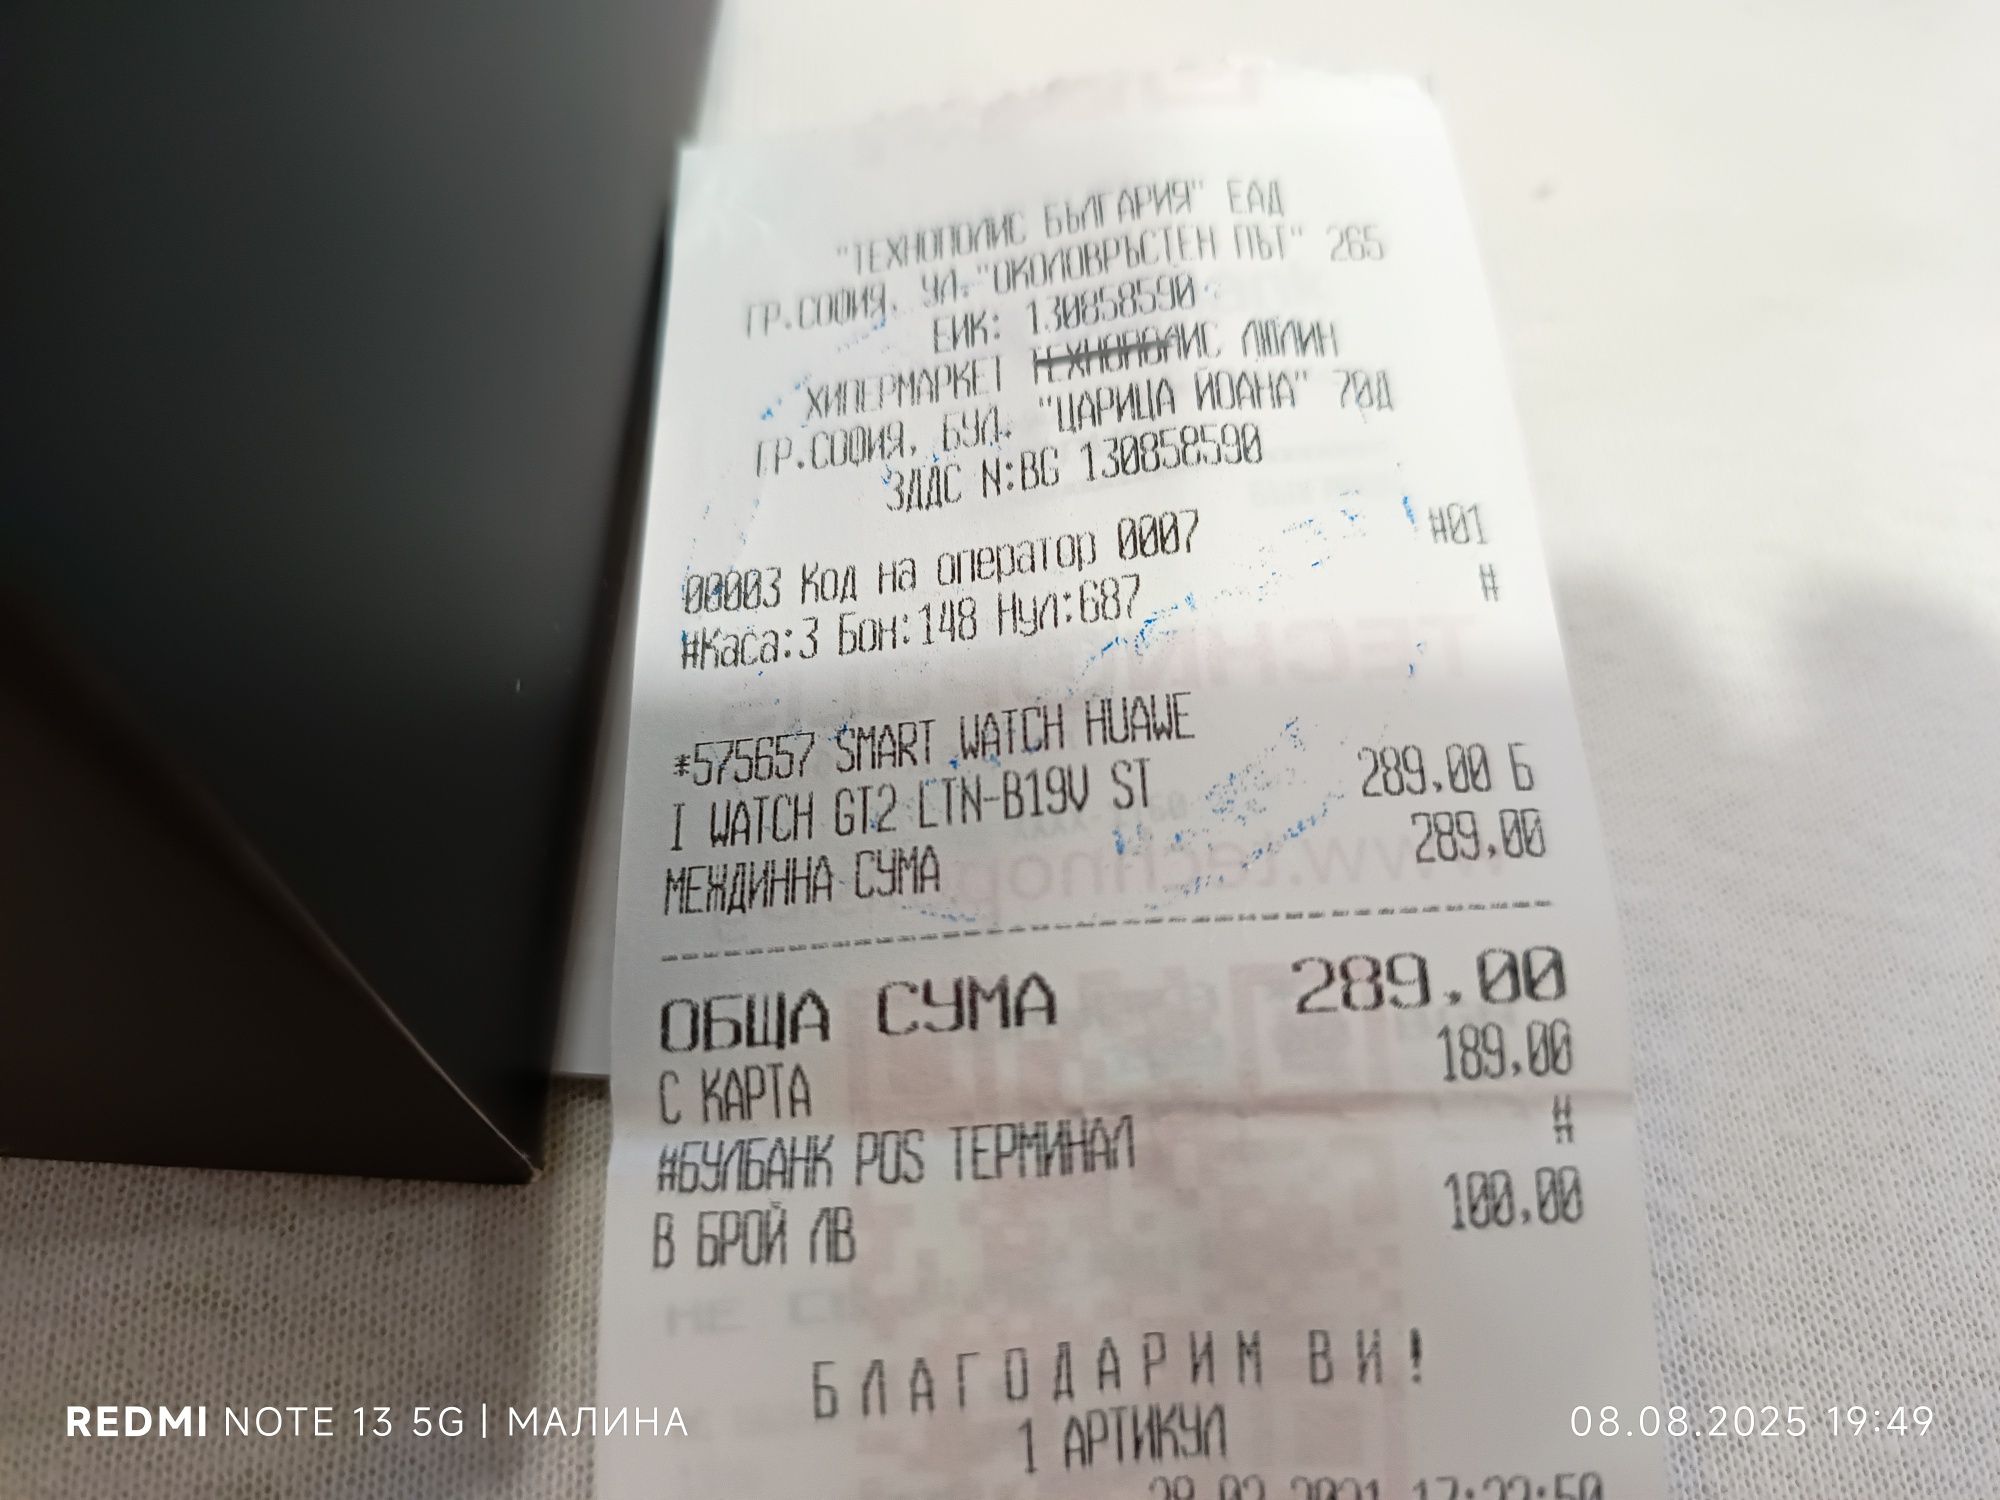 "ТЕХНОПОЛИС БЪЛГАРИЯ" ЕАД
ГР.СОФИЯ, УЛ."ОКОЛОВРЪСТЕН ПЪТ" 265
ЕИК: 130858590
ХИПЕРМАРКЕТ ТЕХНОПОЛИС ЛЮЛИН
ГР.СОФИЯ, БУЛ. "ЦАРИЦА ЙОАНА" 70Д
ЗДДС N:BG 130858590
00003 Код на оператор 0007 #01
#Каса:3 Бон:148 Нул:687 #
*575657 SMART WATCH HUAWE
I WATCH GT2 LTN-B19V ST 289.00 Б
МЕЖДИННА СУМА 289.00
ОБЩА СУМА 289.00
С КАРТА 189.00
#БУЛБАНК POS ТЕРМИНАЛ #
В БРОЙ ЛВ 100.00
БЛАГОДАРИМ ВИ!
1 АРТИКУЛ
REDMI NOTE 13 5G | МАЛИНА
08.08.2025 19:49